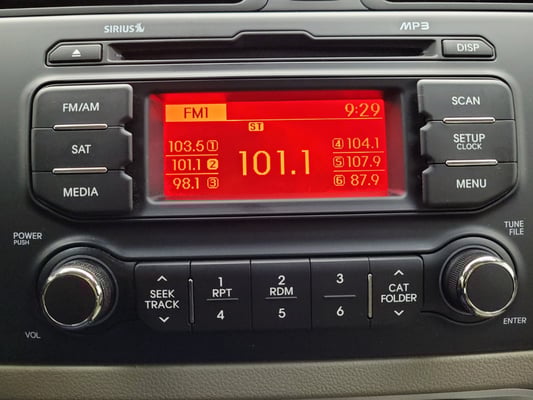 SIRIUS MP3
DISP
FM/AM
SAT
MEDIA
FM1 9:29
ST
103.5 1
101.1 2
98.1 3
101.1
4 104.1
5 107.9
6 87.9
SCAN
SETUP
CLOCK
MENU
POWER
PUSH
VOL
SEEK
TRACK
1
RPT
4
2
RDM
5
3
6
CAT
FOLDER
TUNE
FILE
ENTER